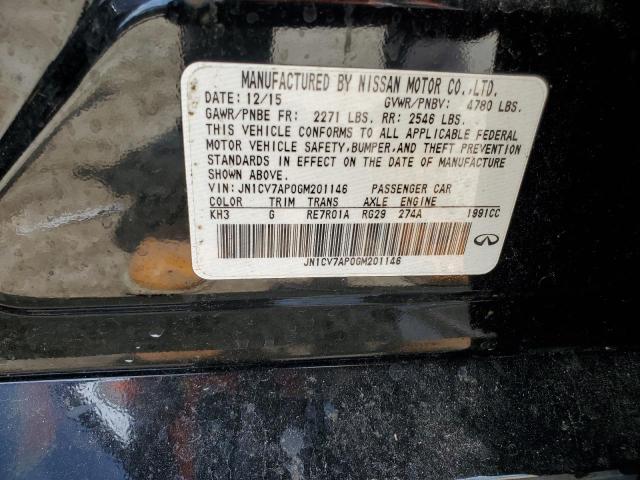 MANUFACTURED BY NISSAN MOTOR CO.,LTD.
DATE: 12/15 GVWR/PNBV: 4780 LBS.
GAWR/PNBE FR: 2271 LBS. RR: 2546 LBS.
THIS VEHICLE CONFORMS TO ALL APPLICABLE FEDERAL
MOTOR VEHICLE SAFETY,BUMPER,AND THEFT PREVENTION
STANDARDS IN EFFECT ON THE DATE OF MANUFACTURE
SHOWN ABOVE.
VIN: JN1CV7AP0GM201146 PASSENGER CAR
COLOR TRIM TRANS AXLE ENGINE
KH3 G RE7R01A RG29 274A 1991CC
JN1CV7AP0GM201146